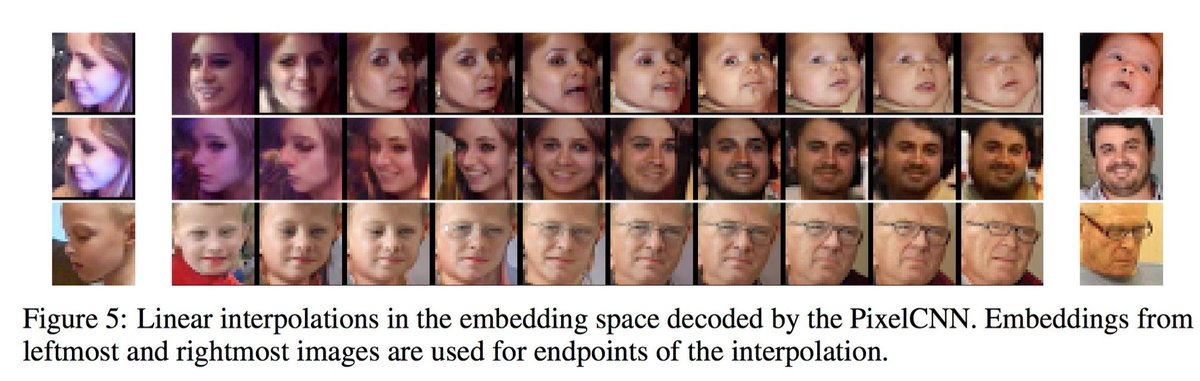 Figure 5: Linear interpolations in the embedding space decoded by the PixelCNN. Embeddings from
leftmost and rightmost images are used for endpoints of the interpolation.